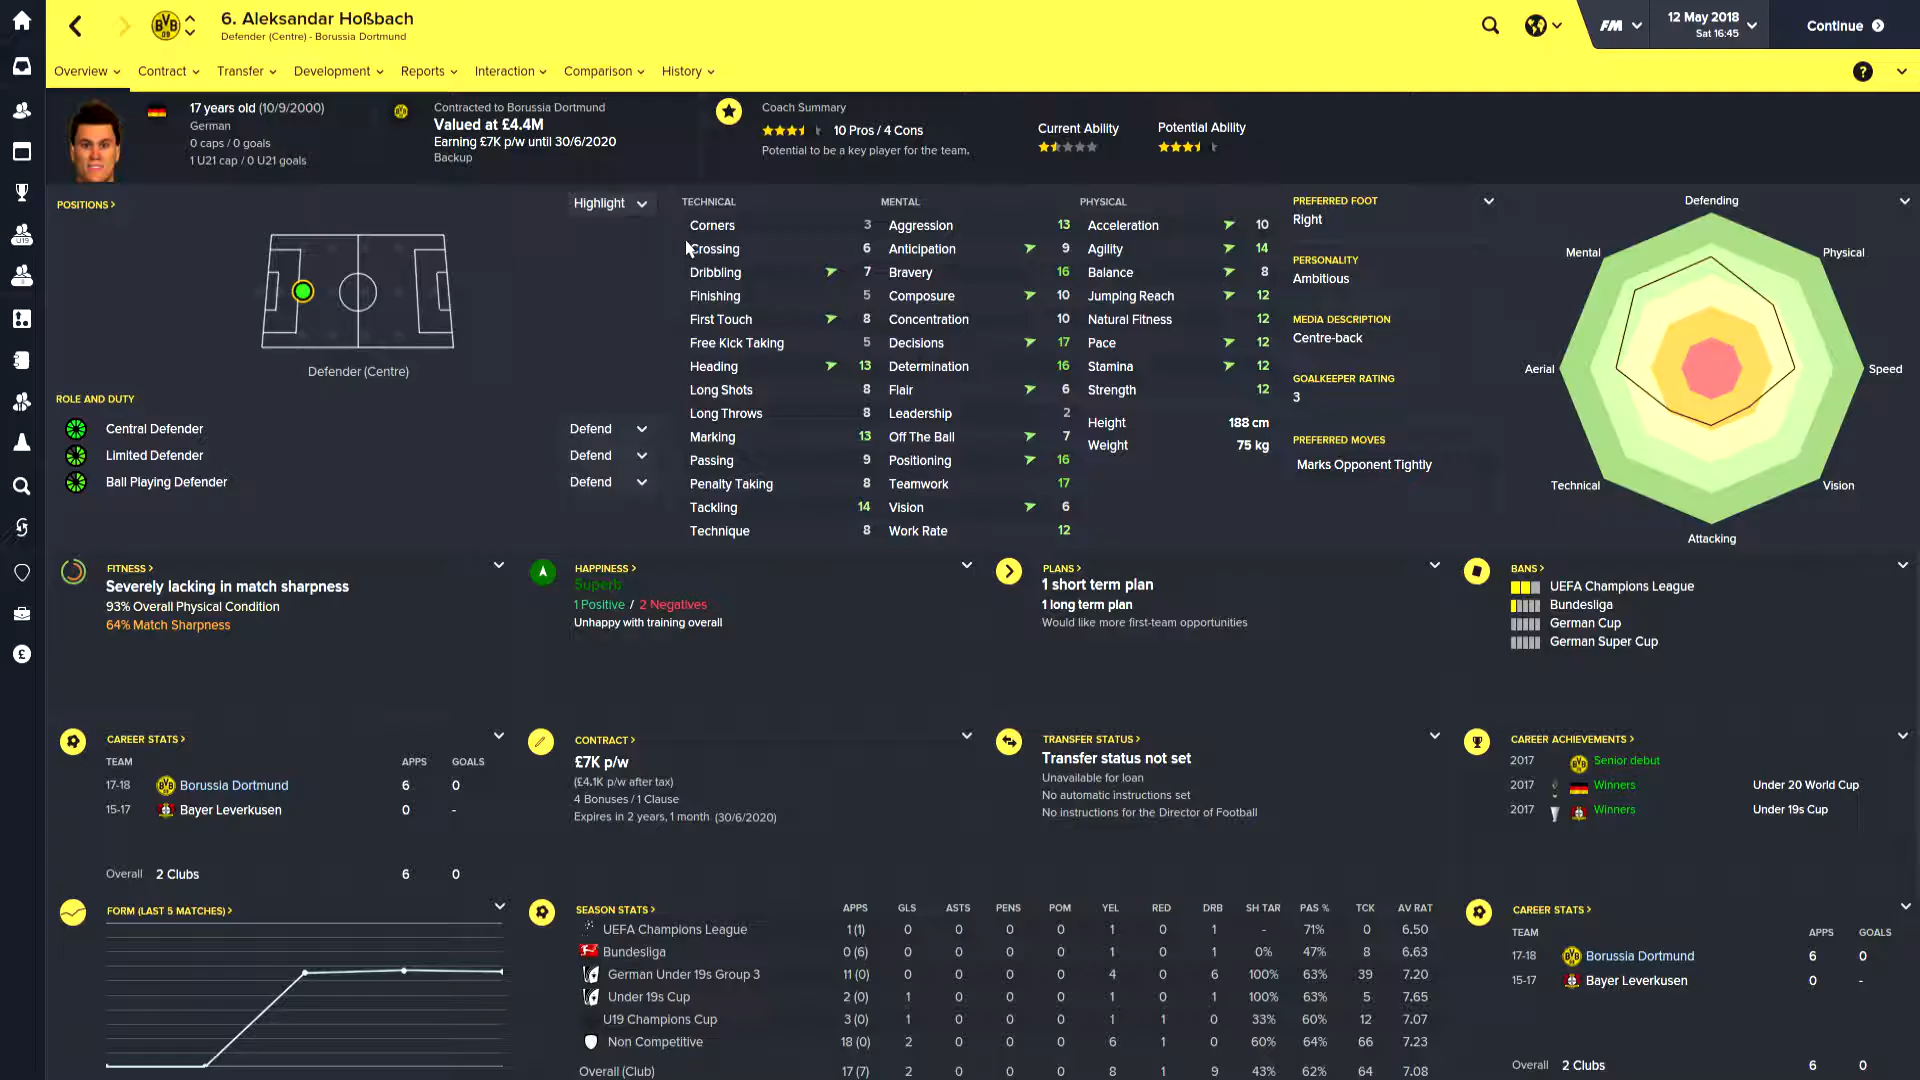 6. Aleksandar Hoßbach
Defender (Centre) - Borussia Dortmund
FM
12 May 2018
Sat 16:45
Continue
Overview
Contract
Transfer
Development
Reports
Interaction
Comparison
History
?
17 years old (10/9/2000)
German
0 caps / 0 goals
1 U21 cap / 0 U21 goals
Contracted to Borussia Dortmund
Valued at £4.4M
Earning £7K p/w until 30/6/2020
Backup
Coach Summary
10 Pros / 4 Cons
Potential to be a key player for the team.
Current Ability
Potential Ability
POSITIONS >
Highlight
Defender (Centre)
ROLE AND DUTY
Central Defender Defend
Limited Defender Defend
Ball Playing Defender Defend
TECHNICAL
Corners 3
Crossing 6
Dribbling 7
Finishing 5
First Touch 8
Free Kick Taking 5
Heading 13
Long Shots 8
Long Throws 8
Marking 13
Passing 9
Penalty Taking 8
Tackling 14
Technique 8
MENTAL
Aggression 13
Anticipation 9
Bravery 16
Composure 10
Concentration 10
Decisions 17
Determination 16
Flair 6
Leadership 2
Off The Ball 7
Positioning 16
Teamwork 17
Vision 6
Work Rate 12
PHYSICAL
Acceleration 10
Agility 14
Balance 8
Jumping Reach 12
Natural Fitness 12
Pace 12
Stamina 12
Strength 12
Height 188 cm
Weight 75 kg
PREFERRED FOOT
Right
PERSONALITY
Ambitious
MEDIA DESCRIPTION
Centre-back
GOALKEEPER RATING
3
PREFERRED MOVES
Marks Opponent Tightly
Defending
Physical
Speed
Vision
Attacking
Technical
Aerial
Mental
FITNESS >
Severely lacking in match sharpness
93% Overall Physical Condition
64% Match Sharpness
HAPPINESS >
Superb
1 Positive / 2 Negatives
Unhappy with training overall
PLANS >
1 short term plan
1 long term plan
Would like more first-team opportunities
BANS >
UEFA Champions League
Bundesliga
German Cup
German Super Cup
CAREER STATS >
TEAM APPS GOALS
17-18 Borussia Dortmund 6 0
15-17 Bayer Leverkusen 0 -
Overall 2 Clubs 6 0
CONTRACT >
£7K p/w
(£4.1K p/w after tax)
4 Bonuses / 1 Clause
Expires in 2 years, 1 month (30/6/2020)
TRANSFER STATUS >
Transfer status not set
Unavailable for loan
No automatic instructions set
No instructions for the Director of Football
CAREER ACHIEVEMENTS >
2017 Senior debut
2017 Winners Under 20 World Cup
2017 Winners Under 19s Cup
FORM (LAST 5 MATCHES) >
SEASON STATS > APPS GLS ASTS PENS POM YEL RED DRB SH TAR PAS % TCK AV RAT
UEFA Champions League 1 (1) 0 0 0 0 1 0 1 - 71% 0 6.50
Bundesliga 0 (6) 0 0 0 0 1 0 1 0% 47% 8 6.63
German Under 19s Group 3 11 (0) 0 0 0 0 4 0 6 100% 63% 39 7.20
Under 19s Cup 2 (0) 1 0 0 0 1 0 1 100% 63% 5 7.65
U19 Champions Cup 3 (0) 1 0 0 0 1 1 0 33% 60% 12 7.07
Non Competitive 18 (0) 2 0 0 0 6 1 0 60% 64% 66 7.23
Overall (Club) 17 (7) 2 0 0 0 8 1 9 43% 62% 64 7.08
CAREER STATS >
TEAM APPS GOALS
17-18 Borussia Dortmund 6 0
15-17 Bayer Leverkusen 0 -
Overall 2 Clubs 6 0